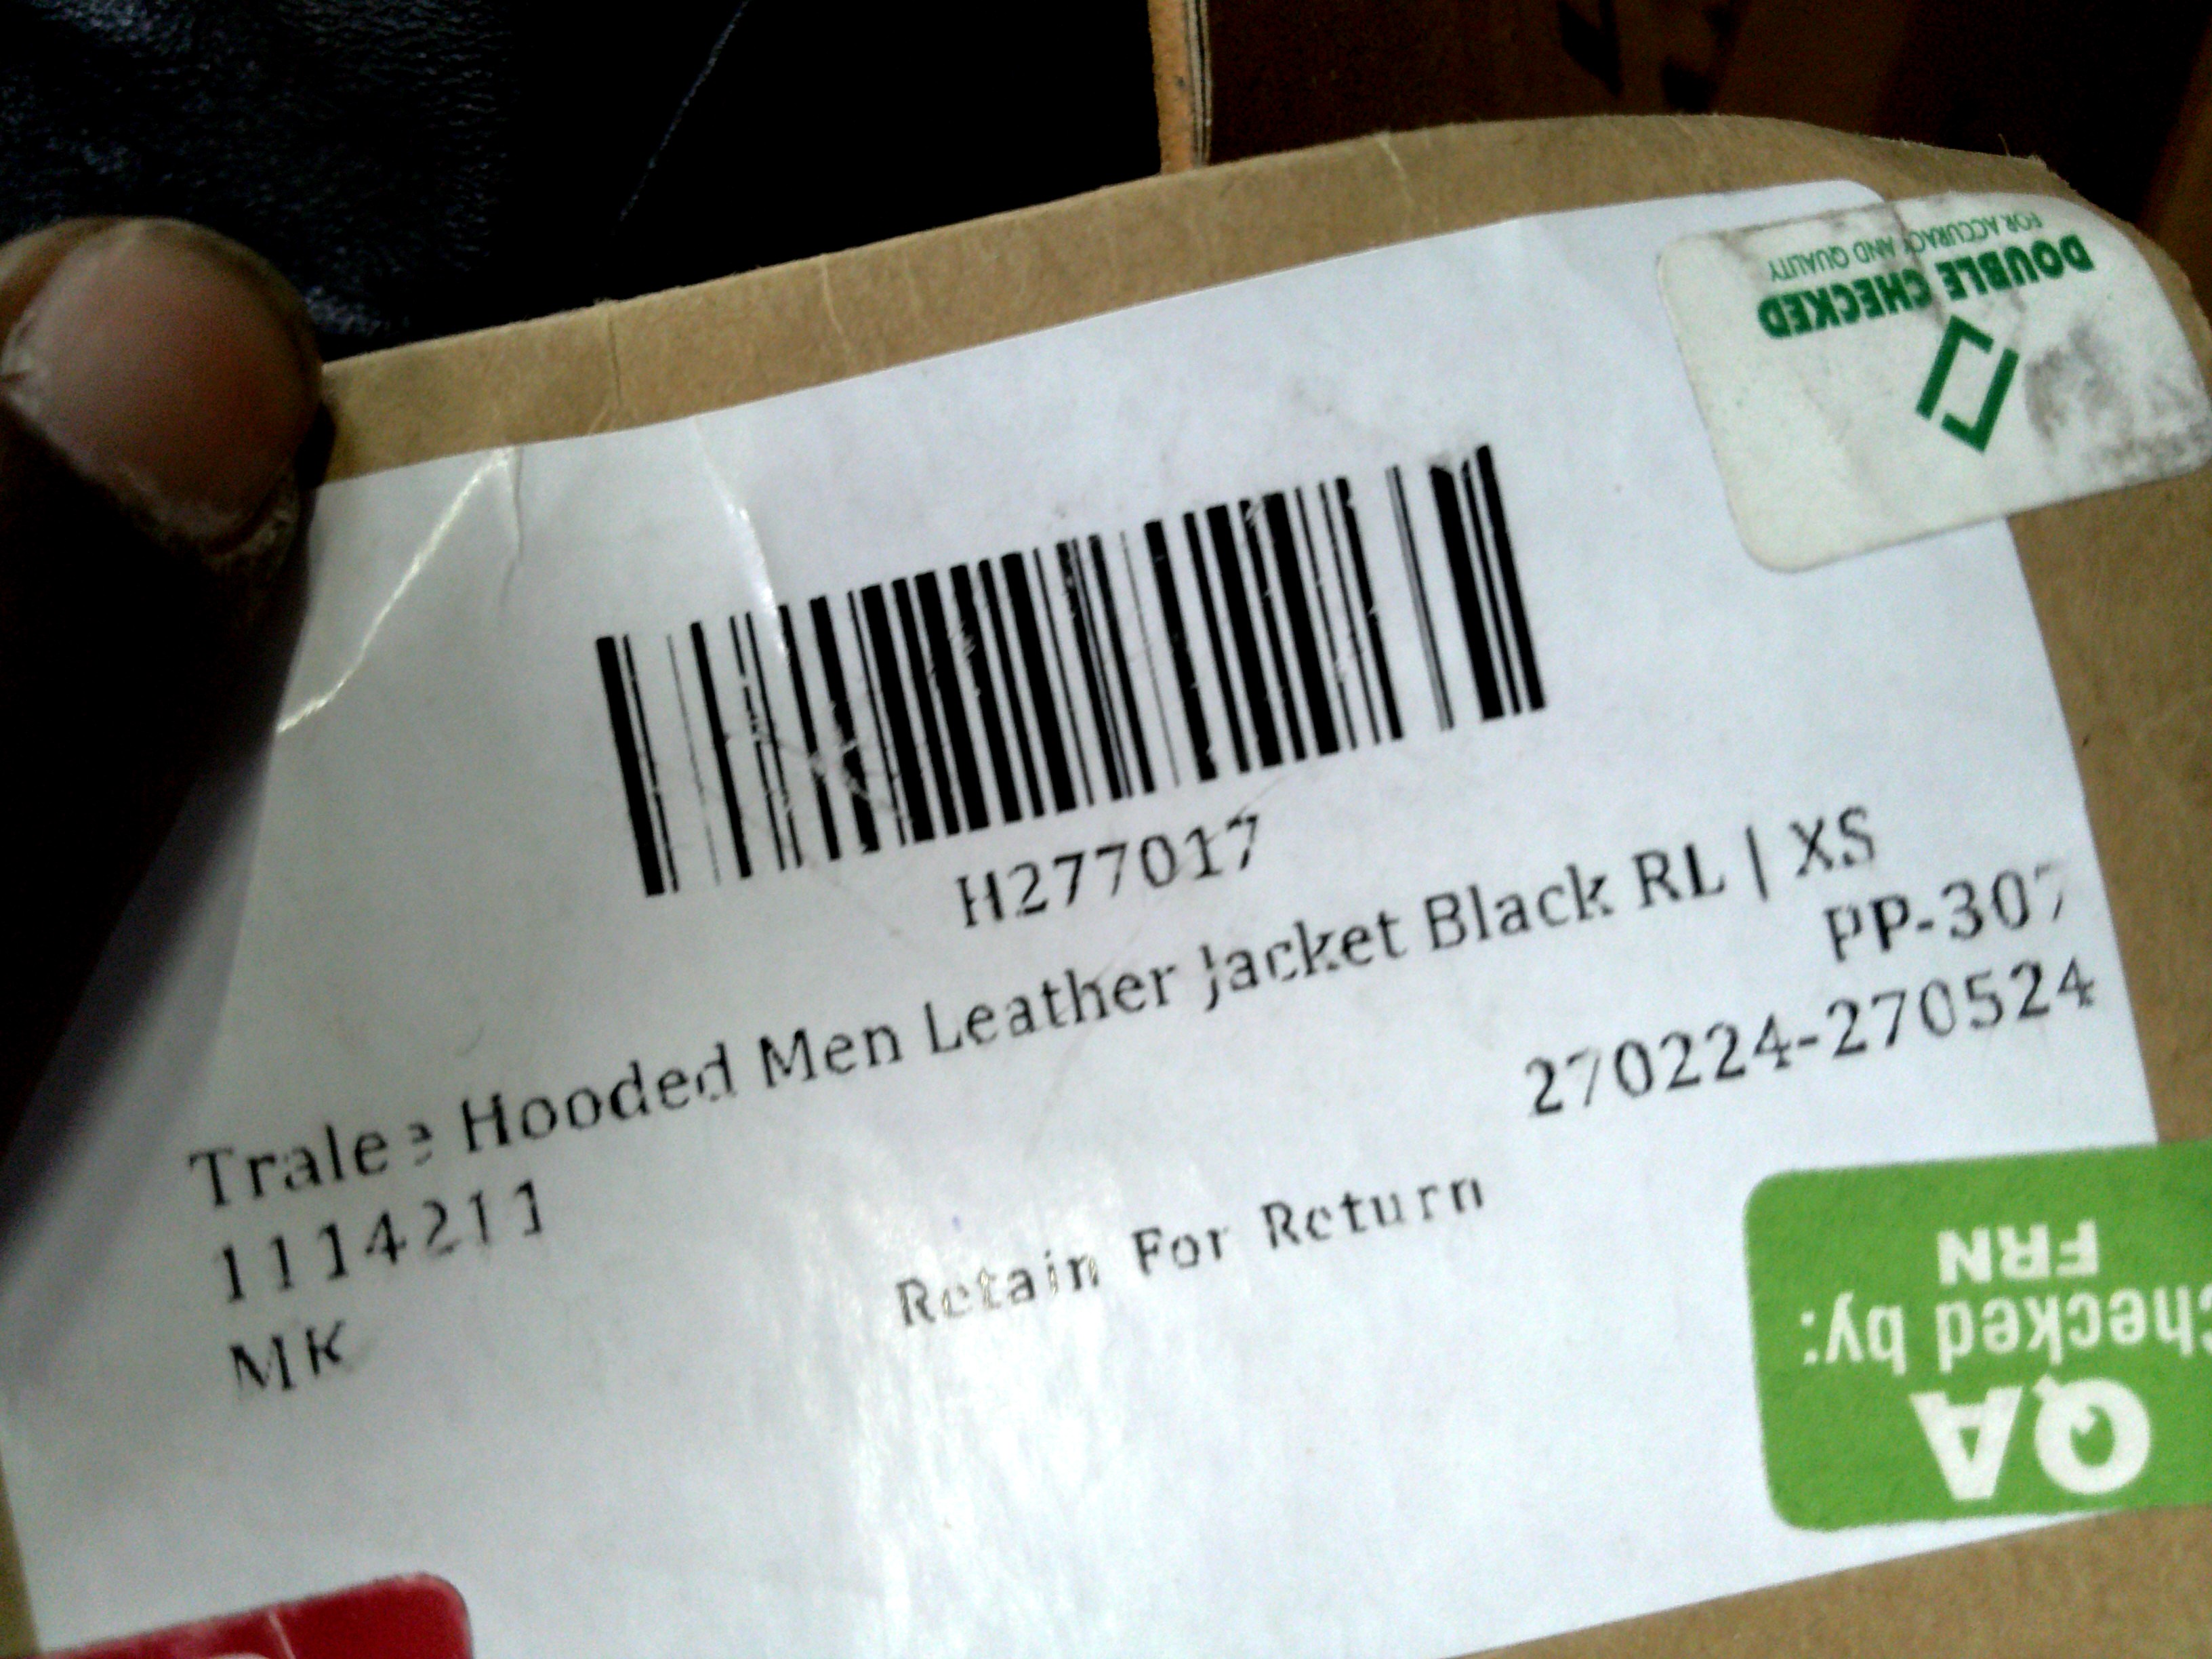 DOUBLE CHECKED
FOR ACCURACY AND QUALITY
H277017
Tralee Hooded Men Leather Jacket Black RL | XS
PP-307
1114211
270224-270524
MK
Retain For Return
QA
Checked by:
FRN